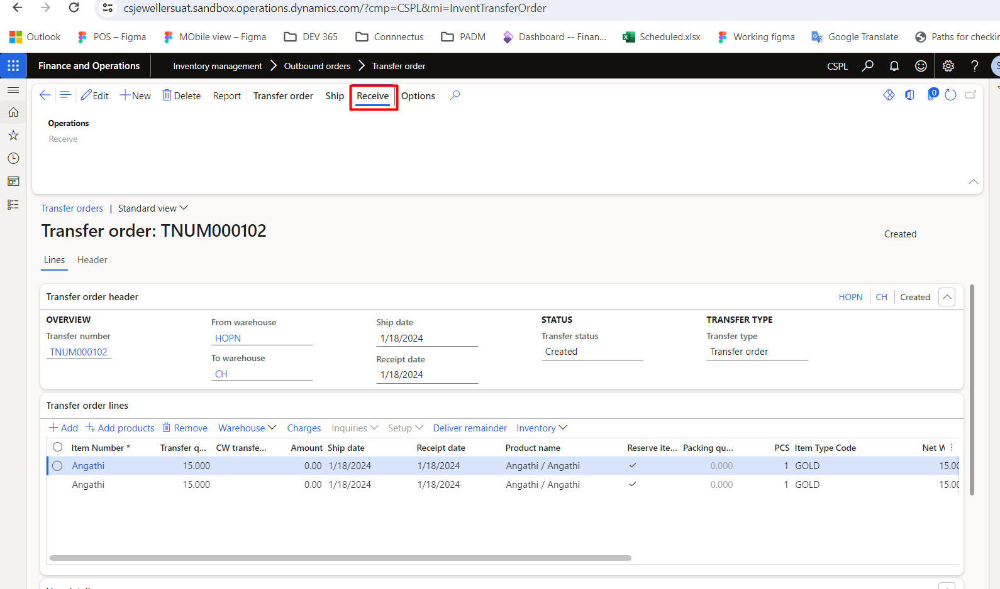 csjewellersuat.sandbox.operations.dynamics.com/?cmp=CSPL&mi=InventTransferOrder
Outlook POS – Figma MObile view – Figma DEV 365 Connnectus PADM Dashboard -- Finan... Scheduled.xlsx Working figma Google Translate Paths for checkin
Finance and Operations Inventory management Outbound orders Transfer order CSPL ? S
Edit New Delete Report Transfer order Ship Receive Options 0
Operations
Receive
Transfer orders | Standard view
Transfer order: TNUM000102
Created
Lines Header
Transfer order header HOPN CH Created
OVERVIEW From warehouse Ship date STATUS TRANSFER TYPE
Transfer number HOPN 1/18/2024 Transfer status Transfer type
TNUM000102 To warehouse Receipt date Created Transfer order
CH 1/18/2024
Transfer order lines
Add Add products Remove Warehouse Charges Inquiries Setup Deliver remainder Inventory
Item Number * Transfer q... CW transfe... Amount Ship date Receipt date Product name Reserve ite... Packing qu... PCS Item Type Code Net W
Angathi 15.000 0.00 1/18/2024 1/18/2024 Angathi / Angathi 0.000 1 GOLD 15.00
Angathi 15.000 0.00 1/18/2024 1/18/2024 Angathi / Angathi 0.000 1 GOLD 15.00